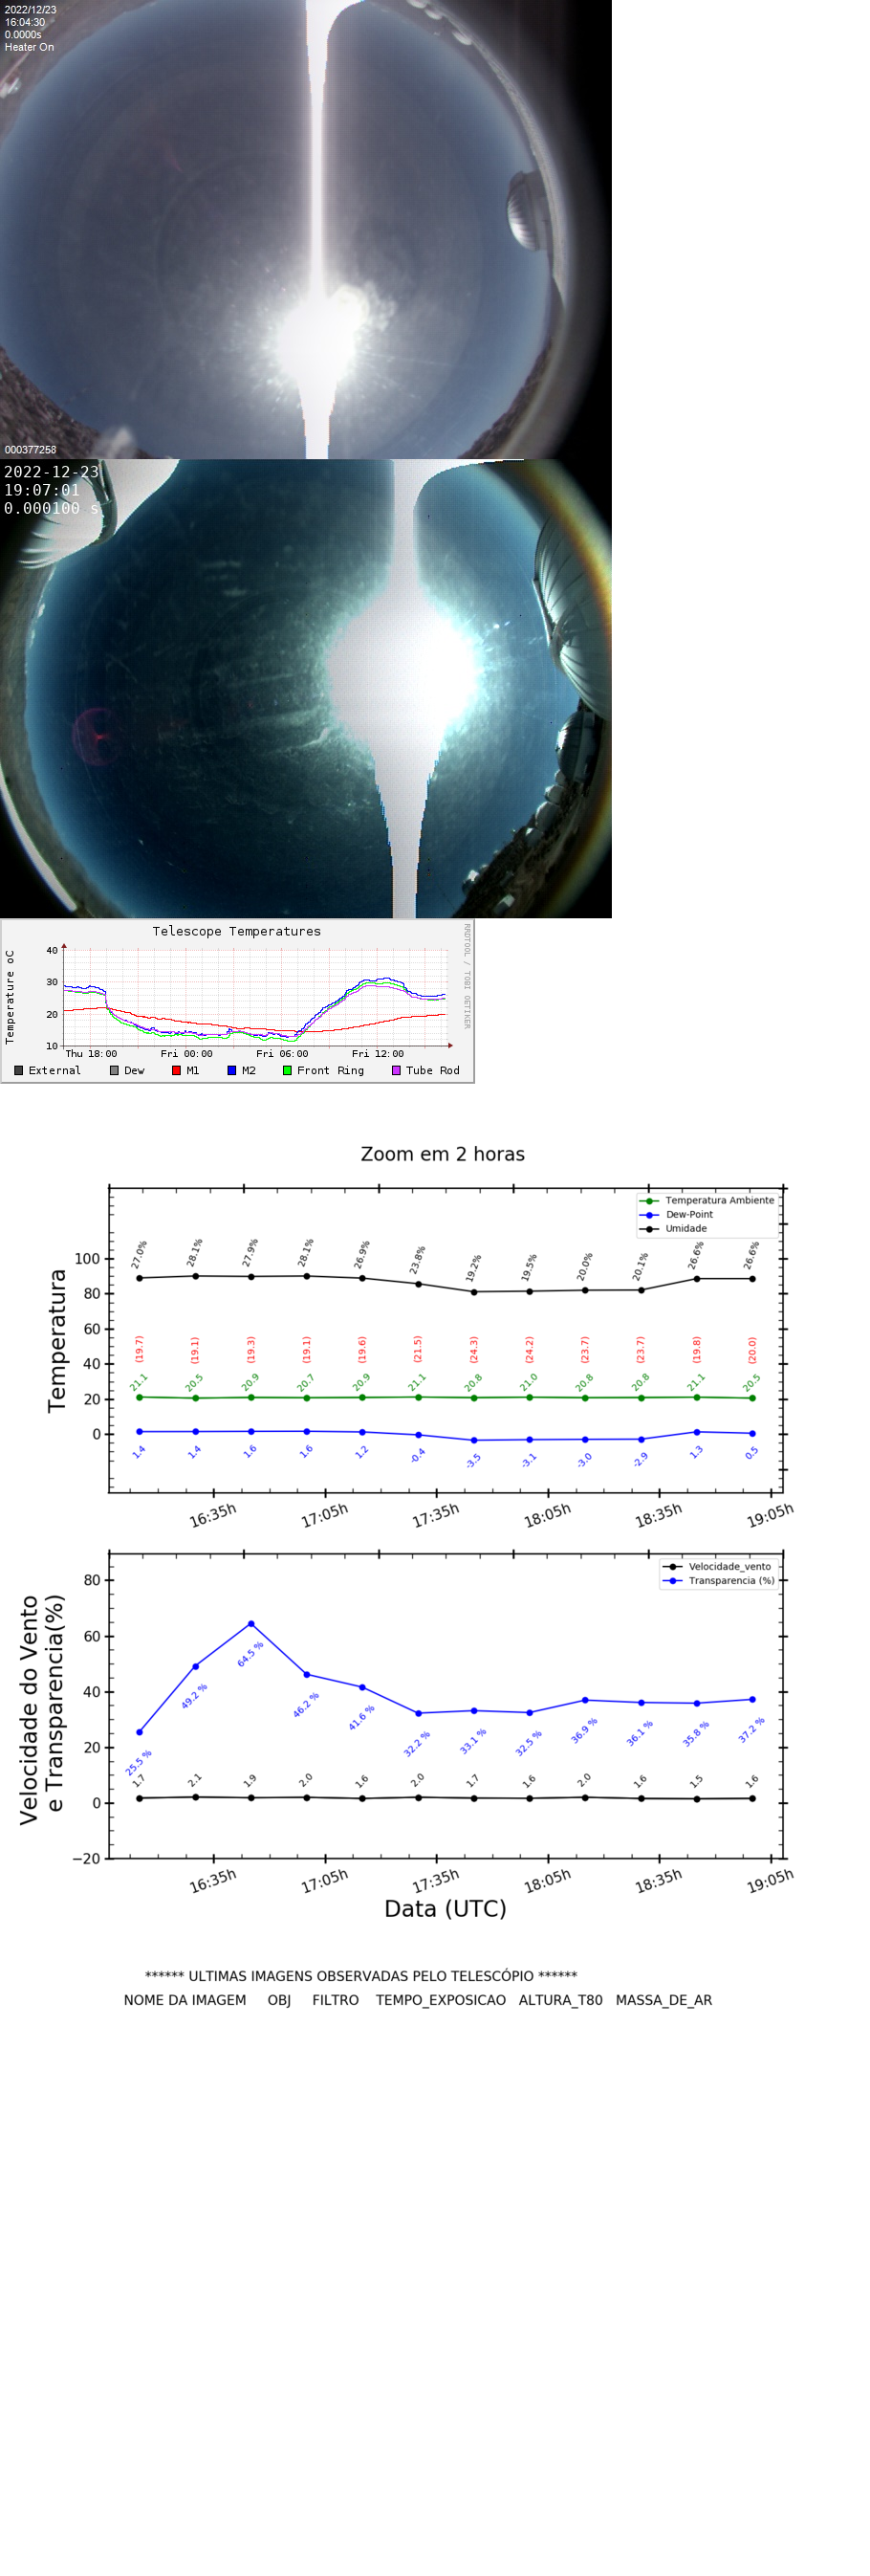 2022/12/23
16:04:30
0.0000s
Heater On
000377258
2022-12-23
19:07:01
0.000100 s
Telescope Temperatures
Temperature oC
RRDTOOL / TOBI OETIKER
40
30
20
10
Thu 18:00 Fri 00:00 Fri 06:00 Fri 12:00
External Dew M1 M2 Front Ring Tube Rod
Zoom em 2 horas
Temperatura Ambiente
Dew-Point
Umidade
Temperatura
100
80
60
40
20
0
27.0% 28.1% 27.9% 28.1% 26.9% 23.8% 19.2% 19.5% 20.0% 20.1% 26.6% 26.6%
(19.7) (19.1) (19.3) (19.1) (19.6) (21.5) (24.3) (24.2) (23.7) (23.7) (19.8) (20.0)
21.1 20.5 20.9 20.7 20.9 21.1 20.8 21.0 20.8 20.8 21.1 20.5
1.4 1.4 1.6 1.6 1.2 -0.4 -3.5 -3.1 -3.0 -2.9 1.3 0.5
16:35h 17:05h 17:35h 18:05h 18:35h 19:05h
Velocidade_vento
Transparencia (%)
Velocidade do Vento
e Transparencia(%)
80
60
40
20
0
−20
25.5 % 49.2 % 64.5 % 46.2 % 41.6 % 32.2 % 33.1 % 32.5 % 36.9 % 36.1 % 35.8 % 37.2 %
1.7 2.1 1.9 2.0 1.6 2.0 1.7 1.6 2.0 1.6 1.5 1.6
16:35h 17:05h 17:35h 18:05h 18:35h 19:05h
Data (UTC)
****** ULTIMAS IMAGENS OBSERVADAS PELO TELESCÓPIO ******
NOME DA IMAGEM OBJ FILTRO TEMPO_EXPOSICAO ALTURA_T80 MASSA_DE_AR